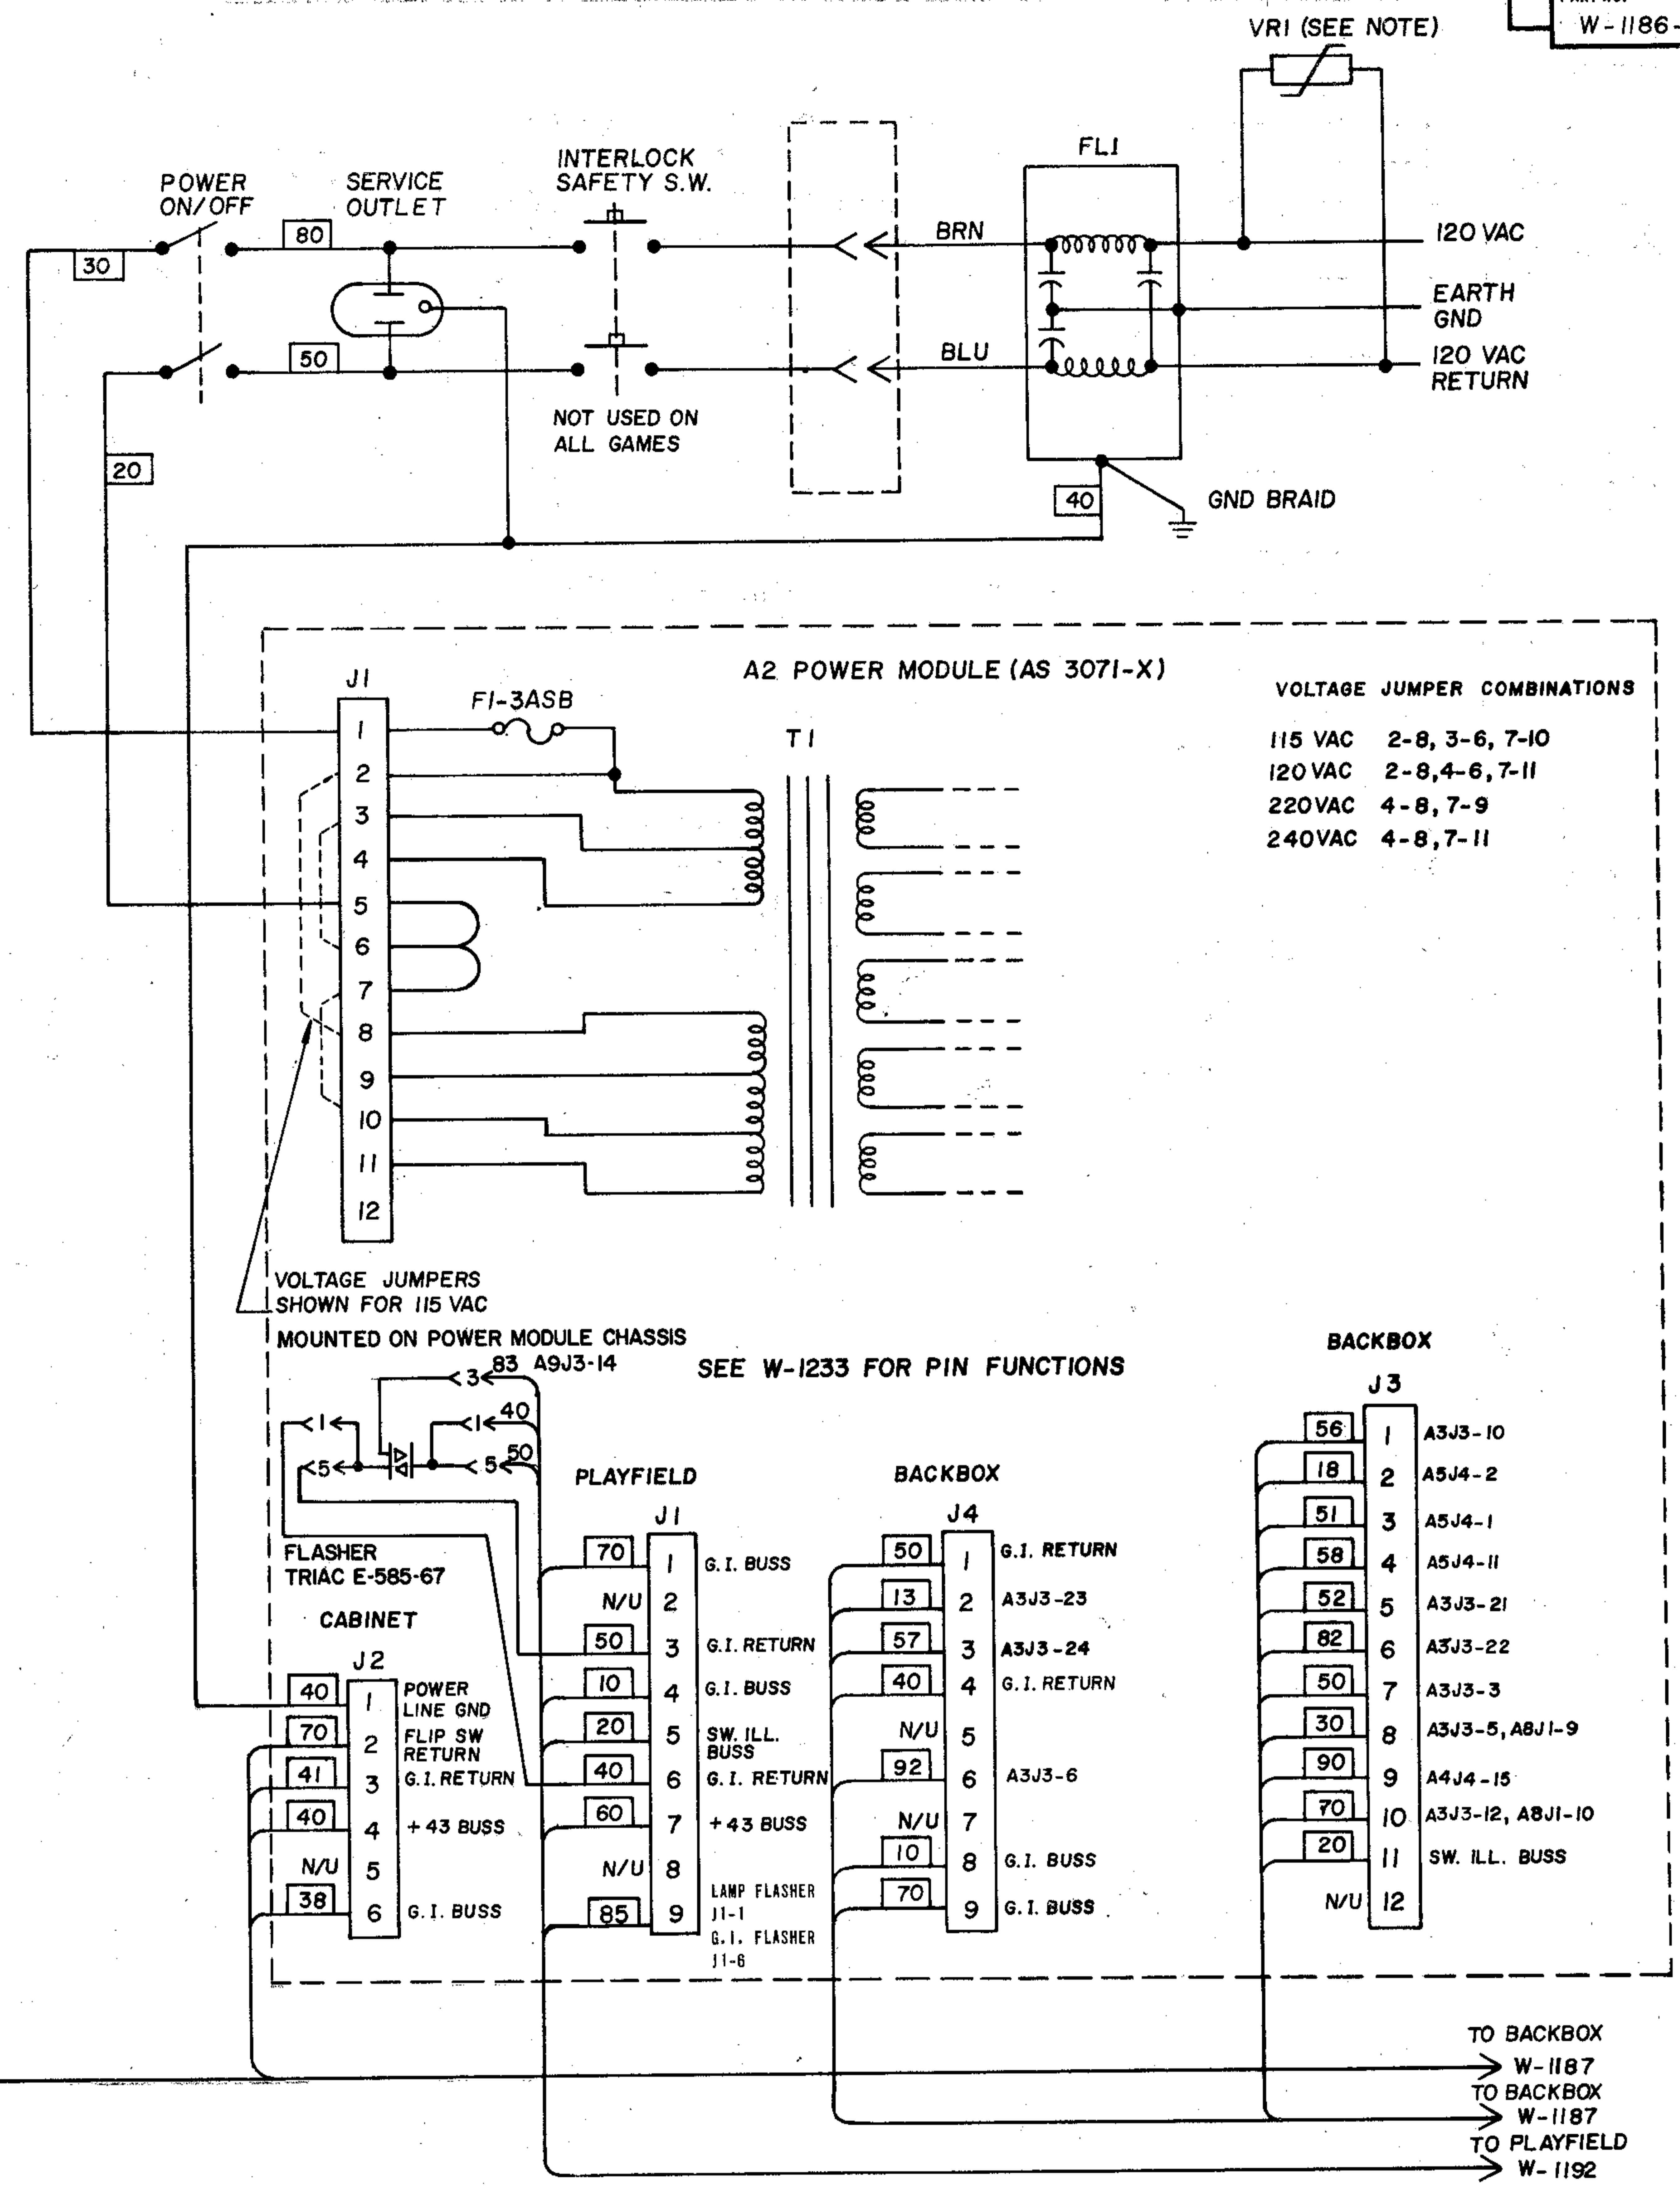 VR1 (SEE NOTE)
W-1186-
FL1
INTERLOCK
SAFETY S.W.
POWER
ON/OFF
SERVICE
OUTLET
80
30
BRN
120 VAC
EARTH
GND
50
BLU
120 VAC
RETURN
NOT USED ON
ALL GAMES
20
40
GND BRAID
A2 POWER MODULE (AS 3071-X)
J1
F1-3ASB
T1
VOLTAGE JUMPER COMBINATIONS
115 VAC 2-8, 3-6, 7-10
120 VAC 2-8, 4-6, 7-11
220VAC 4-8, 7-9
240VAC 4-8, 7-11
1
2
3
4
5
6
7
8
9
10
11
12
VOLTAGE JUMPERS
SHOWN FOR 115 VAC
MOUNTED ON POWER MODULE CHASSIS
SEE W-1233 FOR PIN FUNCTIONS
3 83 A9J3-14
1 1 40
5 5 50
FLASHER
TRIAC E-585-67
CABINET
J2
40 1 POWER
LINE GND
70 2 FLIP SW
RETURN
41 3 G.I. RETURN
40 4 +43 BUSS
N/U 5
38 6 G.I. BUSS
PLAYFIELD
J1
70 1 G.I. BUSS
N/U 2
50 3 G.I. RETURN
10 4 G.I. BUSS
20 5 SW. ILL.
BUSS
40 6 G.I. RETURN
60 7 +43 BUSS
N/U 8
85 9 LAMP FLASHER
J1-1
G.I. FLASHER
J1-6
BACKBOX
J4
50 1 G.I. RETURN
13 2 A3J3-23
57 3 A3J3-24
40 4 G.I. RETURN
N/U 5
92 6 A3J3-6
N/U 7
10 8 G.I. BUSS
70 9 G.I. BUSS
BACKBOX
J3
56 1 A3J3-10
18 2 A5J4-2
51 3 A5J4-1
58 4 A5J4-11
52 5 A3J3-21
82 6 A3J3-22
50 7 A3J3-3
30 8 A3J3-5, A8J1-9
90 9 A4J4-15
70 10 A3J3-12, A8J1-10
20 11 SW. ILL. BUSS
N/U 12
TO BACKBOX
W-1187
TO BACKBOX
W-1187
TO PLAYFIELD
W-1192